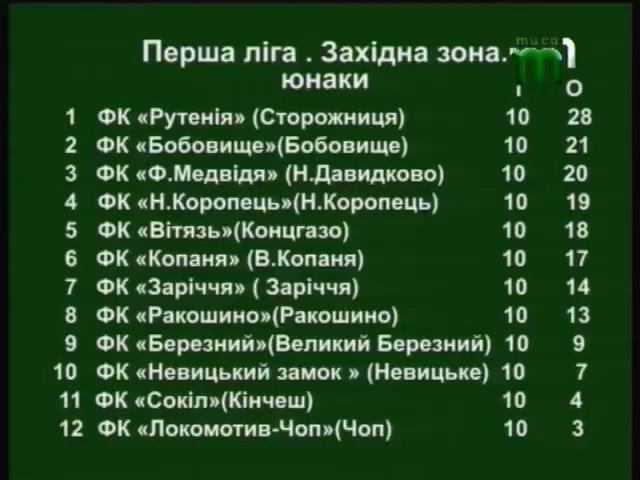 тиса
Перша ліга . Західна зона.
юнаки
І О
1 ФК «Рутенія» (Сторожниця) 10 28
2 ФК «Бобовище»(Бобовище) 10 21
3 ФК «Ф.Медвідя» (Н.Давидково) 10 20
4 ФК «Н.Коропець»(Н.Коропець) 10 19
5 ФК «Вітязь»(Концгазо) 10 18
6 ФК «Копаня» (В.Копаня) 10 17
7 ФК «Заріччя» ( Заріччя) 10 14
8 ФК «Ракошино»(Ракошино) 10 13
9 ФК «Березний»(Великий Березний) 10 9
10 ФК «Невицький замок » (Невицьке) 10 7
11 ФК «Сокіл»(Кінчеш) 10 4
12 ФК «Локомотив-Чоп»(Чоп) 10 3